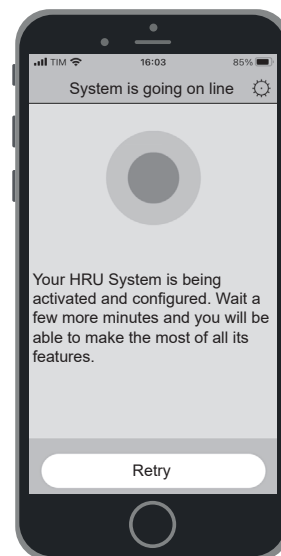 TIM 16:03 85%
System is going on line
Your HRU System is being
activated and configured. Wait a
few more minutes and you will be
able to make the most of all its
features.
Retry